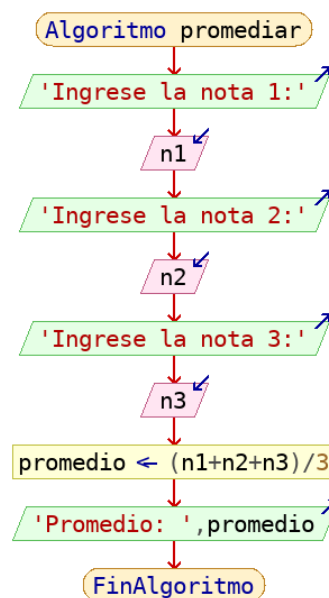 Algoritmo promediar
'Ingrese la nota 1:'
n1
'Ingrese la nota 2:'
n2
'Ingrese la nota 3:'
n3
promedio ← (n1+n2+n3)/3
'Promedio: ',promedio
FinAlgoritmo